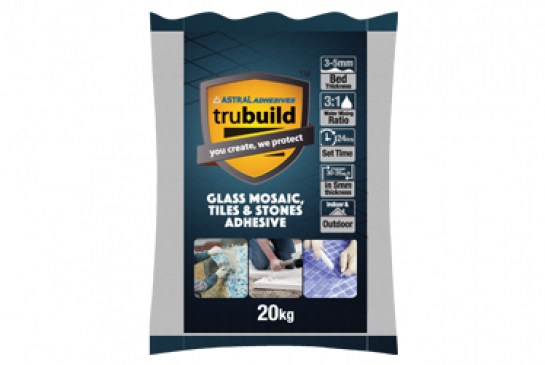 ASTRAL ADHESIVES
trubuild
TM
you create, we protect
GLASS MOSAIC,
TILES & STONES
ADHESIVE
20kg
3-5mm
Bed
Thickness
3:1
Water Mixing
Ratio
24hrs
Set Time
in 5mm
thickness
Indoor &
Outdoor